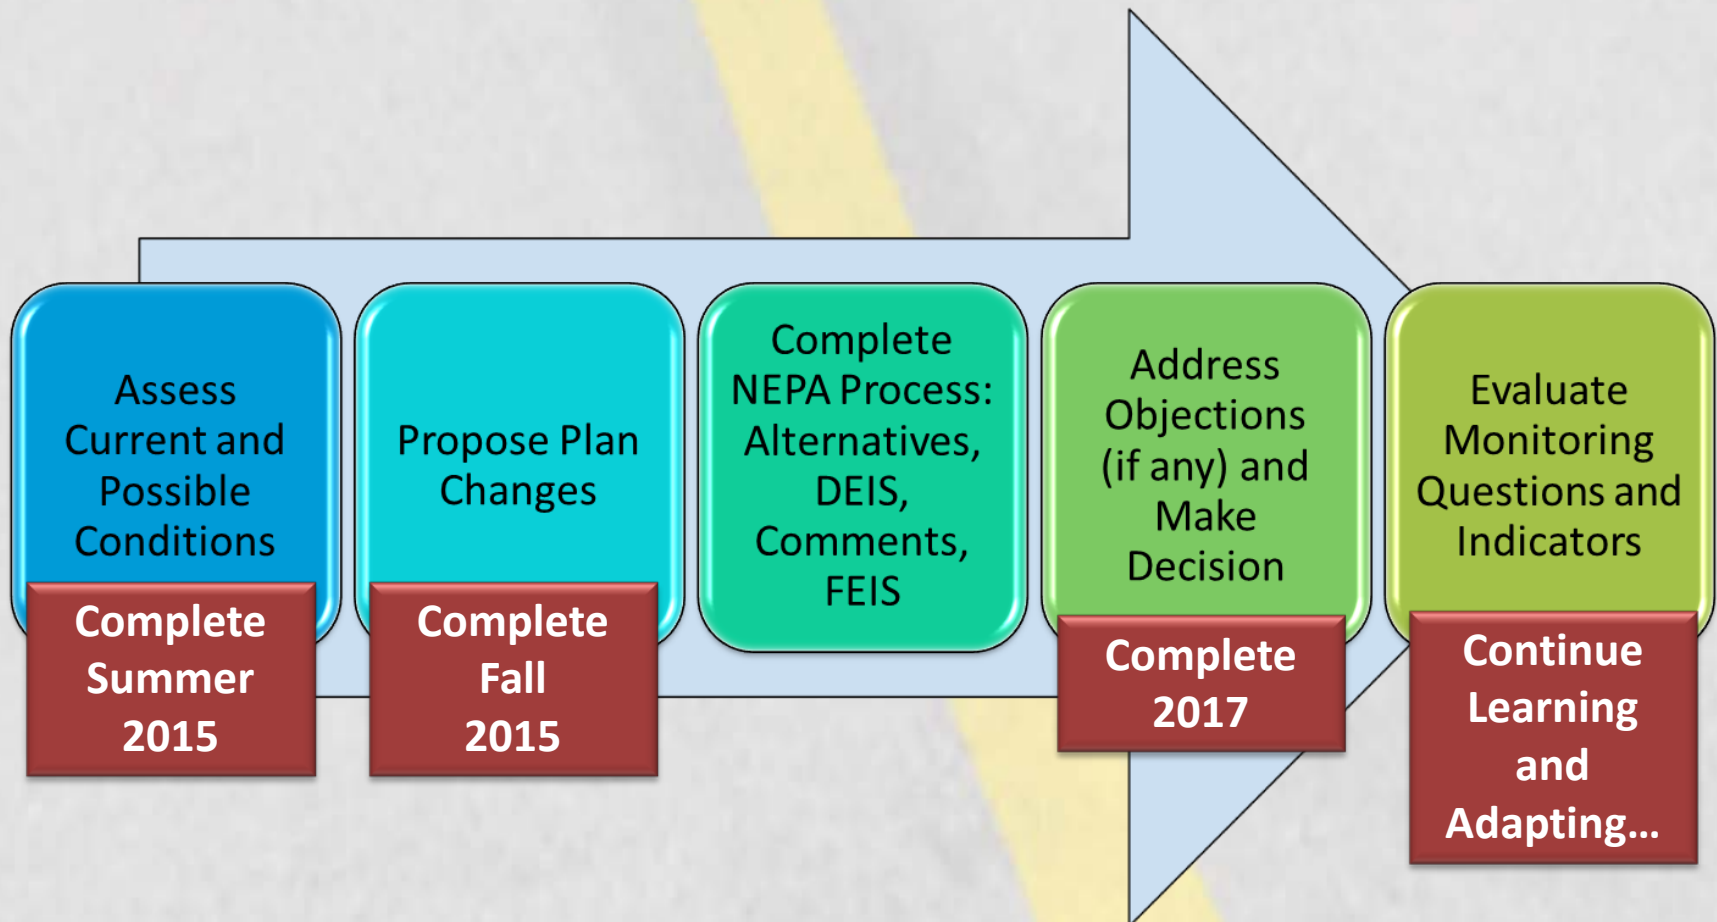 Assess
Current and
Possible
Conditions
Complete
Summer
2015
Propose Plan
Changes
Complete
Fall
2015
Complete
NEPA Process:
Alternatives,
DEIS,
Comments,
FEIS
Address
Objections
(if any) and
Make
Decision
Complete
2017
Evaluate
Monitoring
Questions and
Indicators
Continue
Learning
and
Adapting...